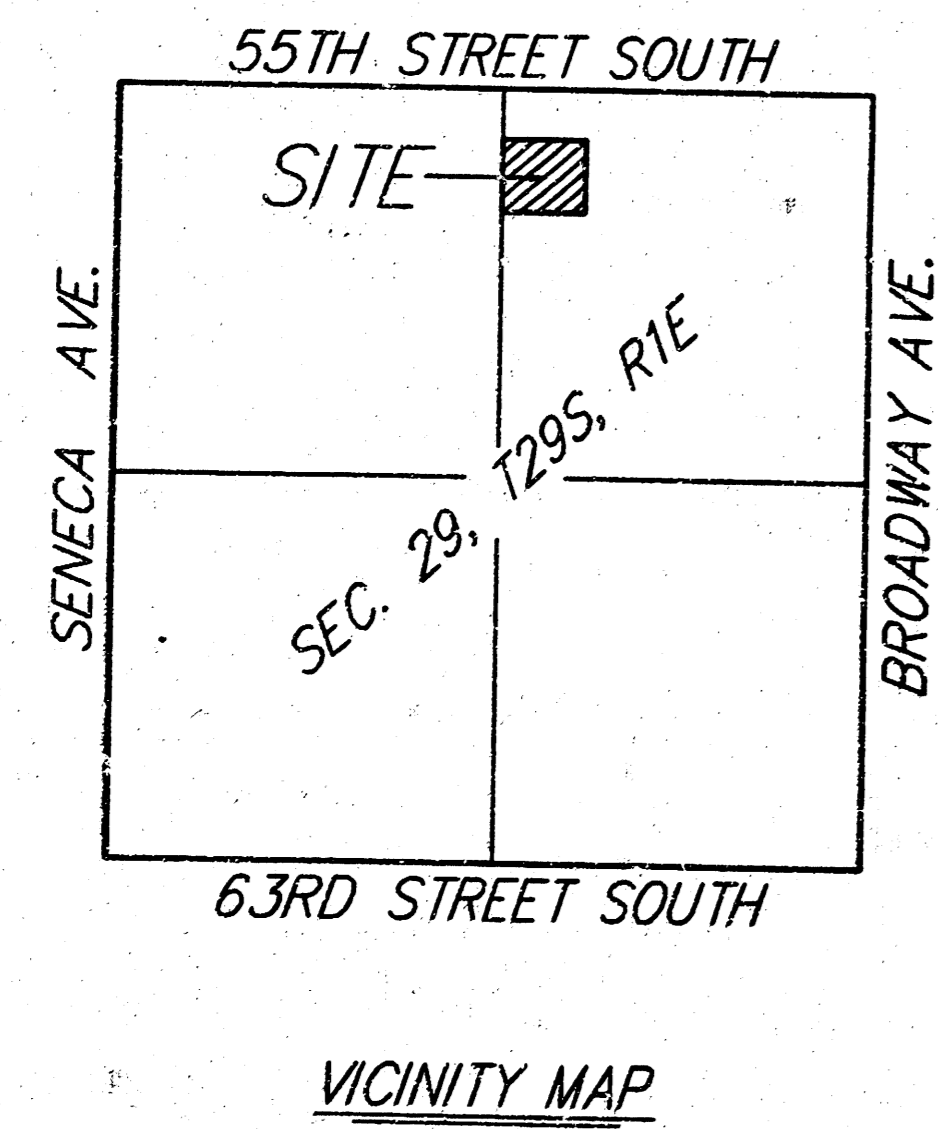 55TH STREET SOUTH
SITE
SENECA AVE.
BROADWAY AVE.
SEC. 29, T29S, R1E
63RD STREET SOUTH
VICINITY MAP